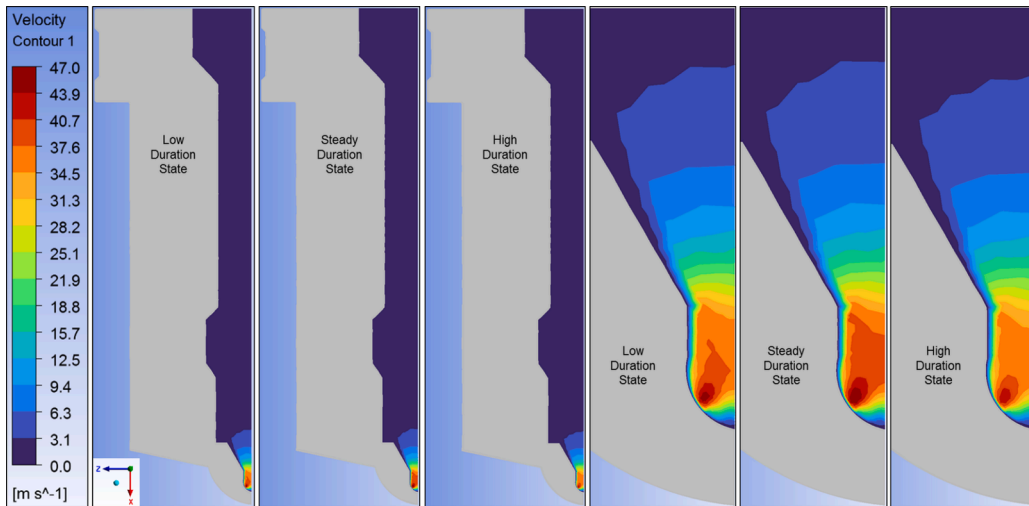 Velocity
Contour 1
47.0
43.9
40.7
37.6
34.5
31.3
28.2
25.1
21.9
18.8
15.7
12.5
9.4
6.3
3.1
0.0
[m s^-1]
Low
Duration
State
Steady
Duration
State
High
Duration
State
Low
Duration
State
Steady
Duration
State
High
Duration
State
Z
X